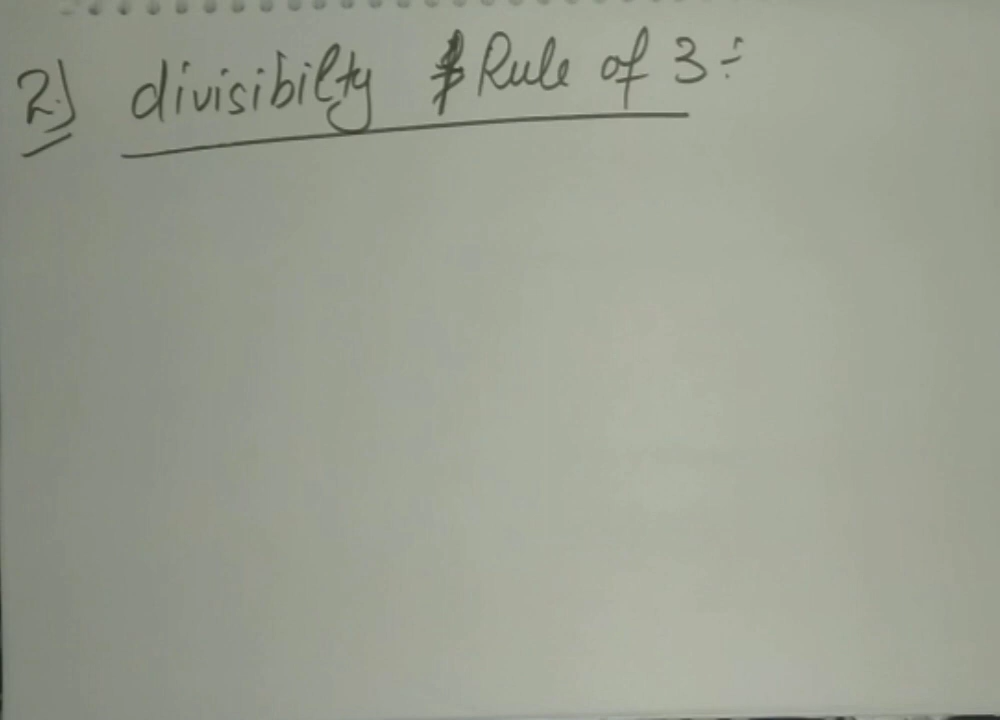 2.) divisibilty Rule of 3 :-